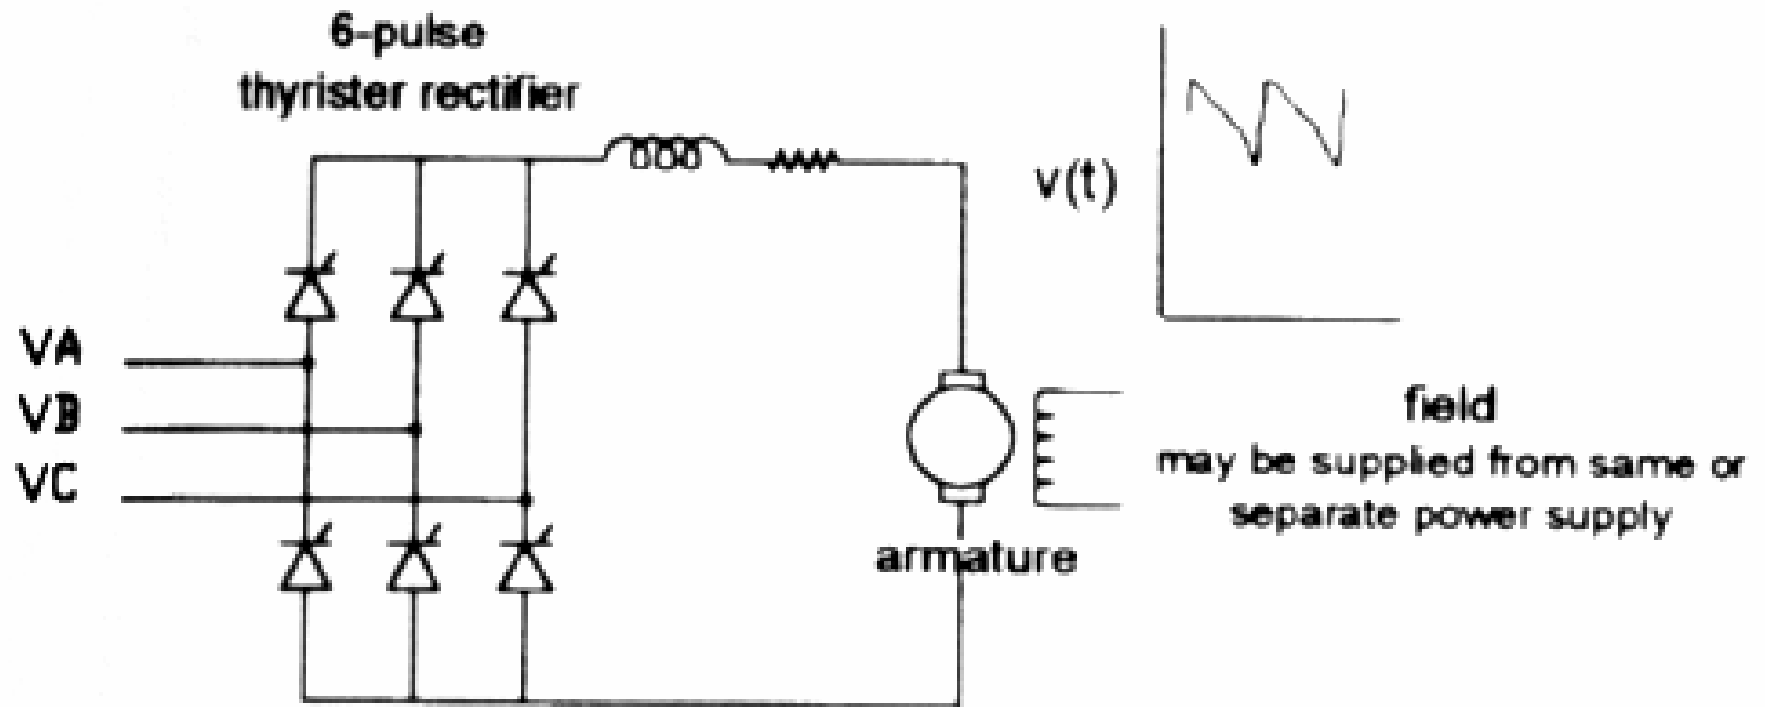 6-pulse
thyrister rectifier
v(t)
VA
VB
VC
field
may be supplied from same or
separate power supply
armature